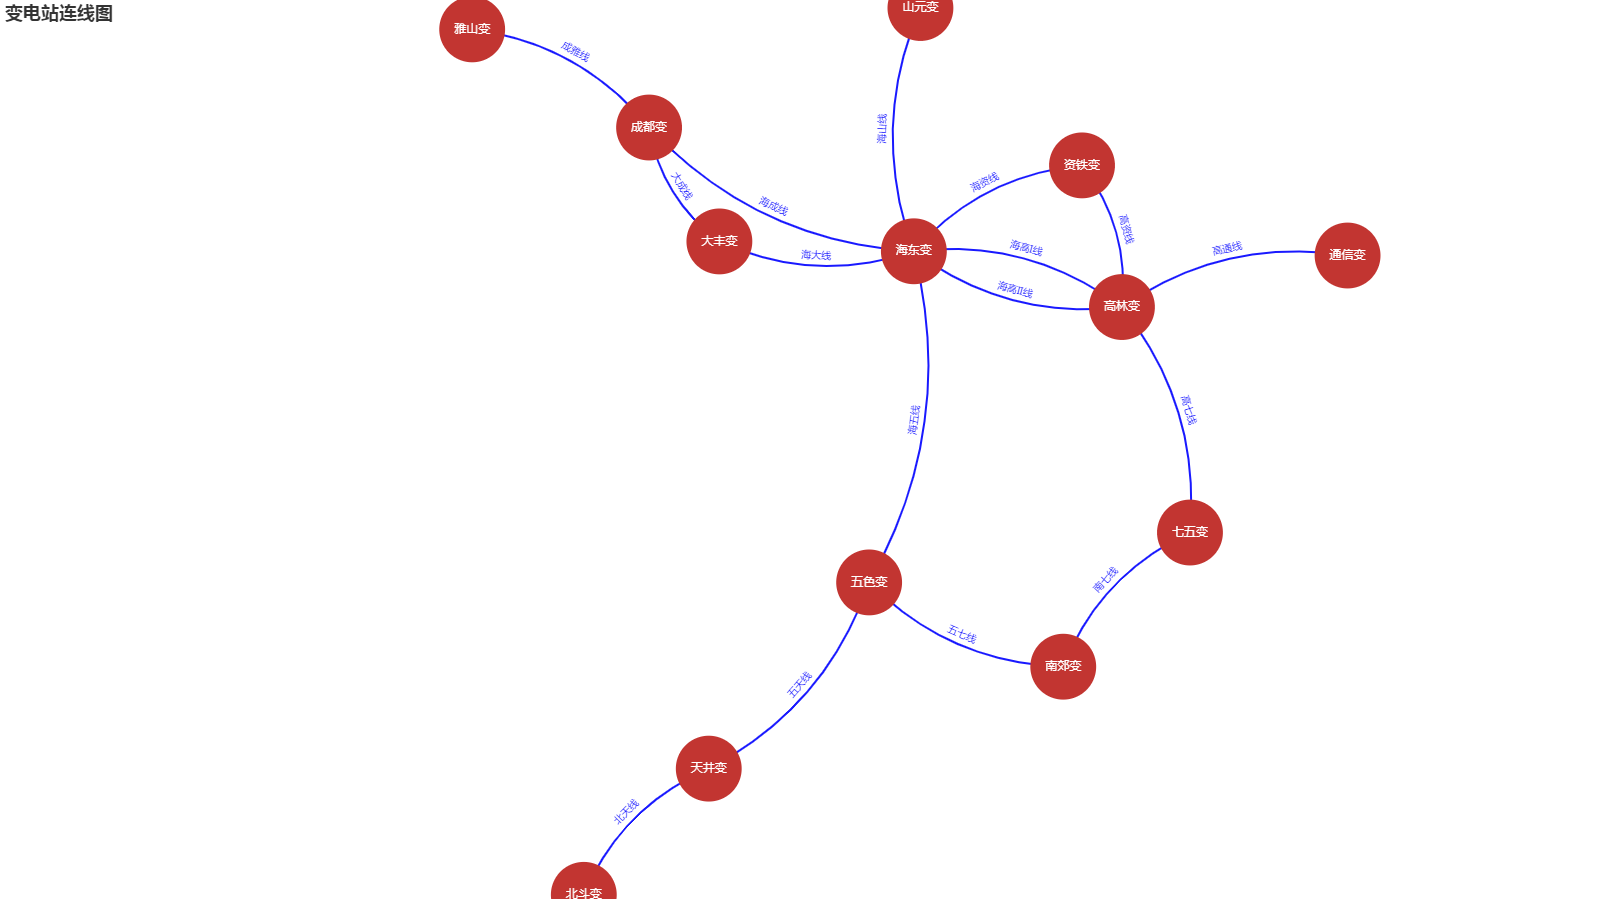 变电站连线图
山元变
雅山变
成雅线
成都变
海山线
资铁变
海资线
大成线
海成线
高资线
大丰变
海东变
海高I线
高通线
通信变
海大线
海高II线
高林变
高七线
海五线
七五变
五色变
南七线
五七线
南郊变
五天线
天井变
北天线
北斗变